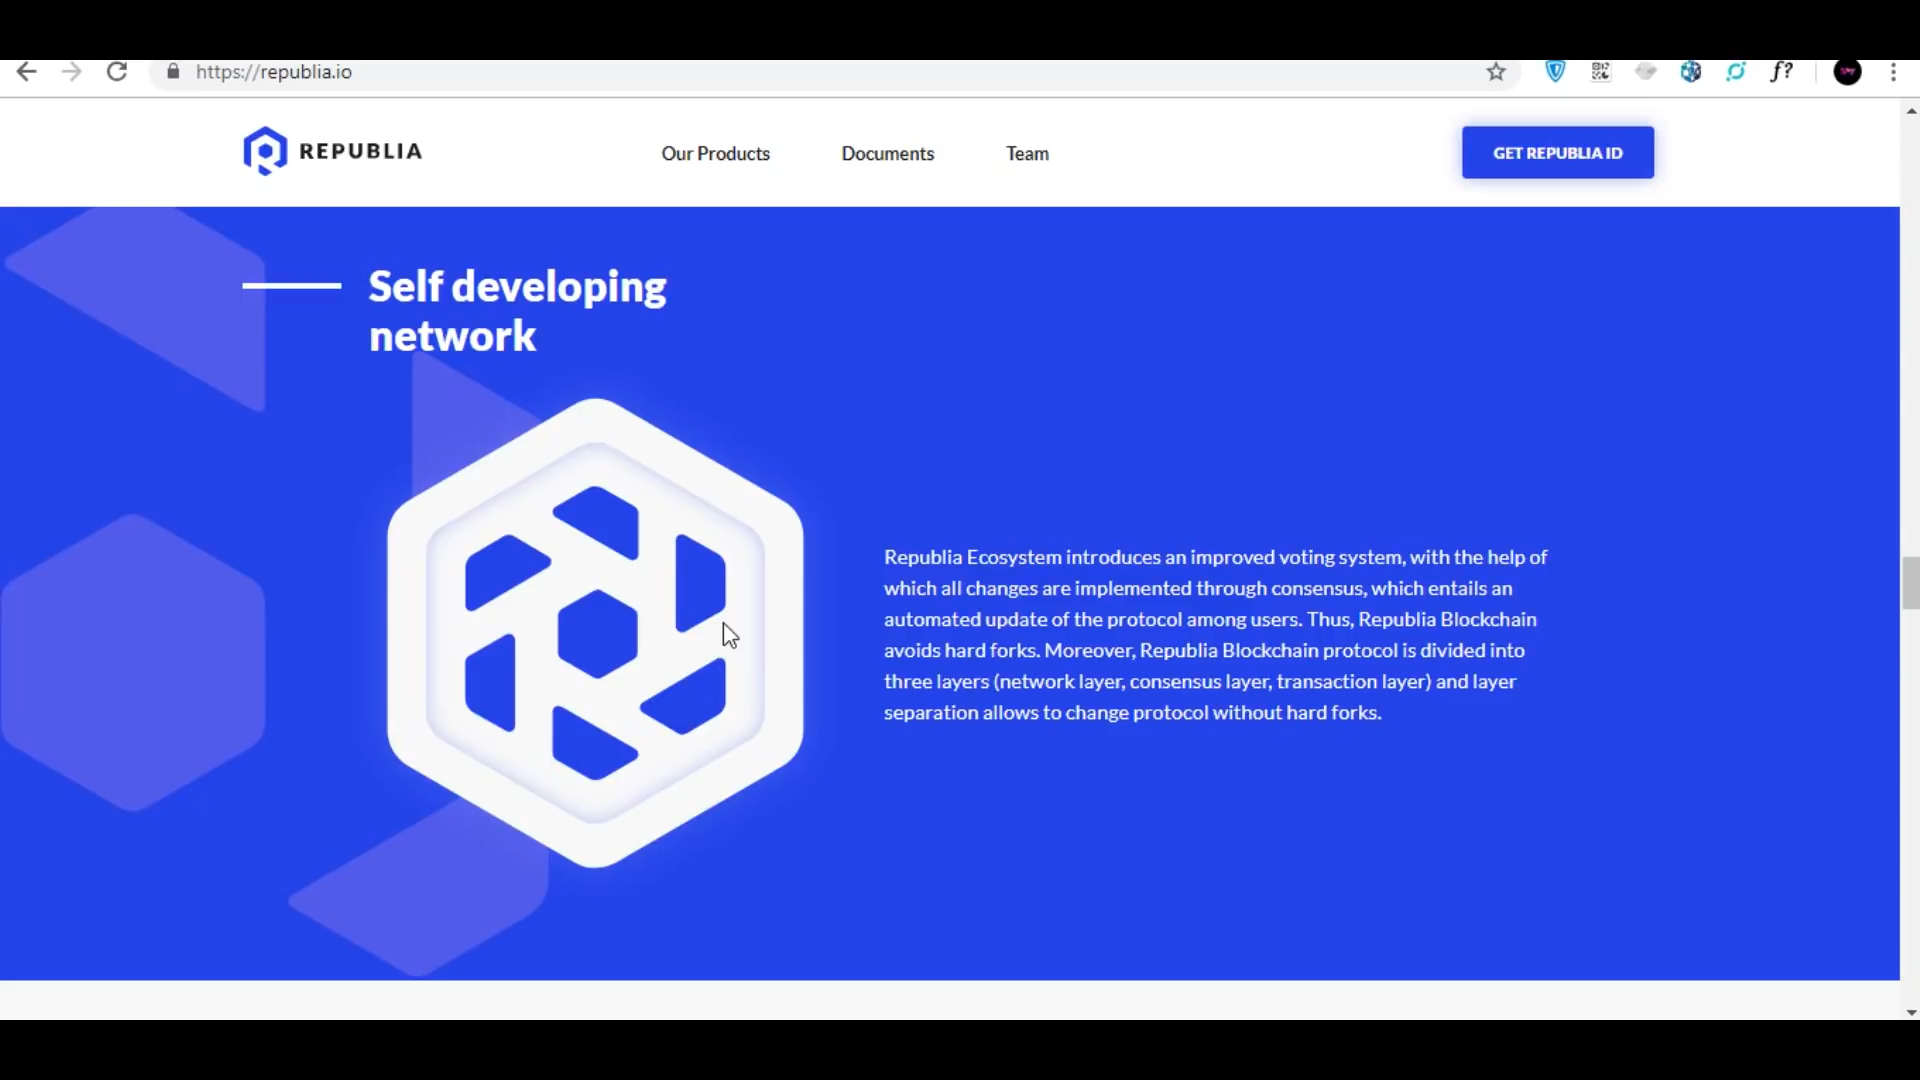 https://republia.io
f?
REPUBLIA
Our Products
Documents
Team
GET REPUBLIA ID
Self developing
network
Republia Ecosystem introduces an improved voting system, with the help of
which all changes are implemented through consensus, which entails an
automated update of the protocol among users. Thus, Republia Blockchain
avoids hard forks. Moreover, Republia Blockchain protocol is divided into
three layers (network layer, consensus layer, transaction layer) and layer
separation allows to change protocol without hard forks.